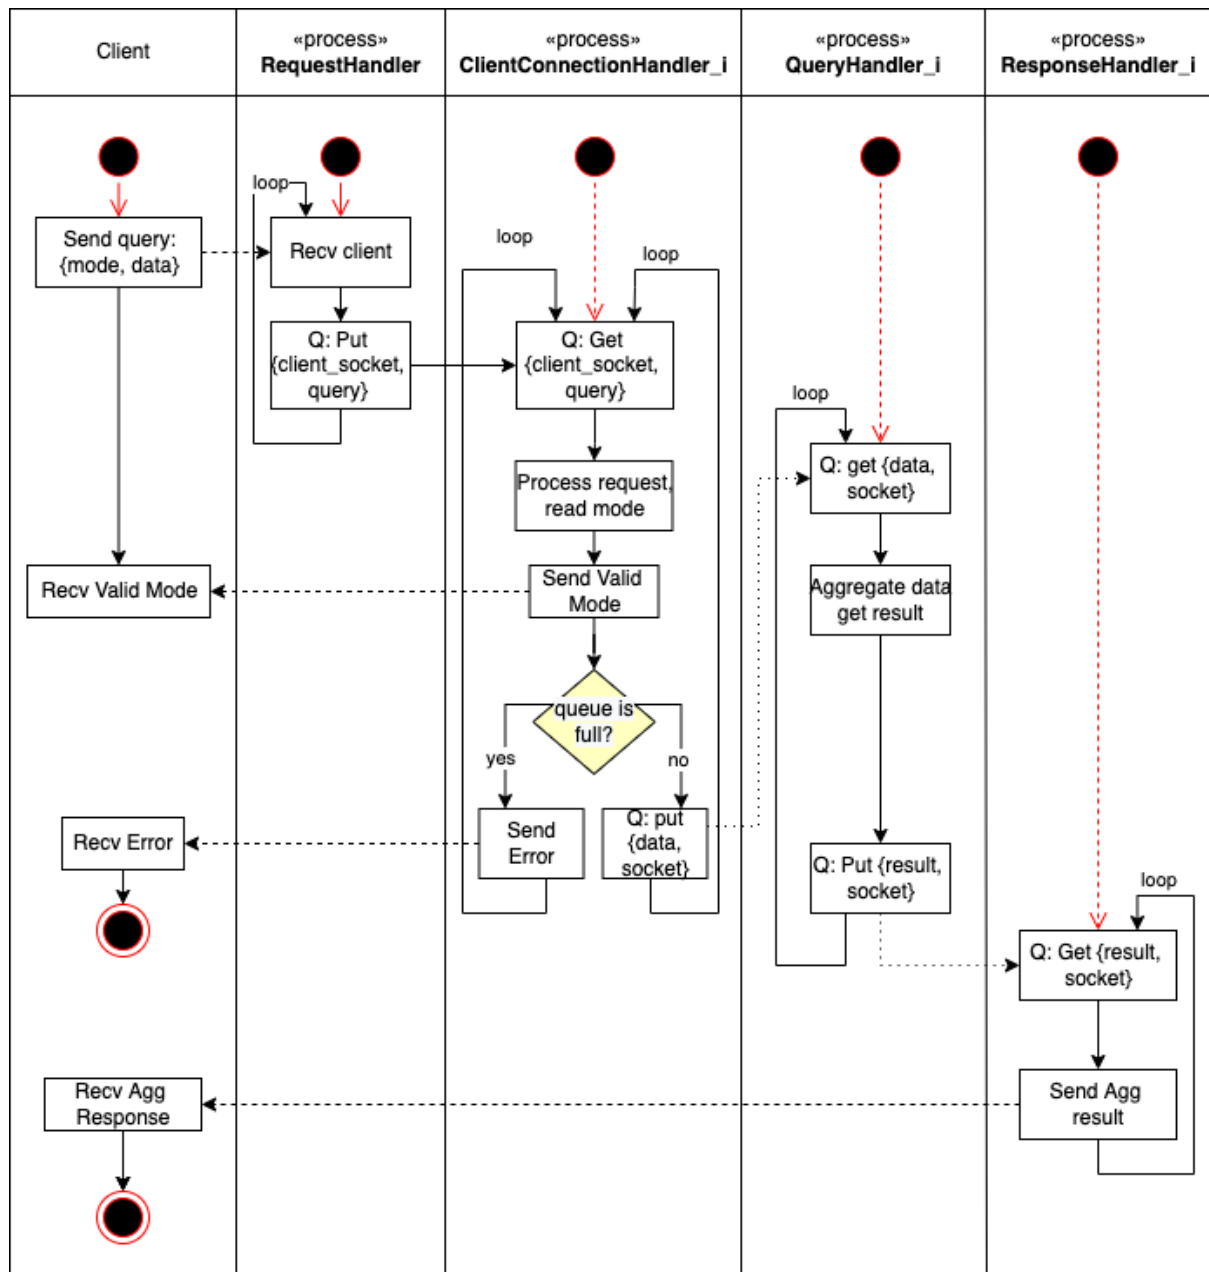 Client
«process»
RequestHandler
«process»
ClientConnectionHandler_i
«process»
QueryHandler_i
«process»
ResponseHandler_i
loop
Send query:
{mode, data}
Recv client
loop
loop
Q: Put
{client_socket,
query}
Q: Get
{client_socket,
query}
loop
Q: get {data,
socket}
Process request,
read mode
Recv Valid Mode
Send Valid
Mode
Aggregate data
get result
queue is
full?
yes
no
Recv Error
Send
Error
Q: put
{data,
socket}
Q: Put {result,
socket}
loop
Q: Get {result,
socket}
Recv Agg
Response
Send Agg
result